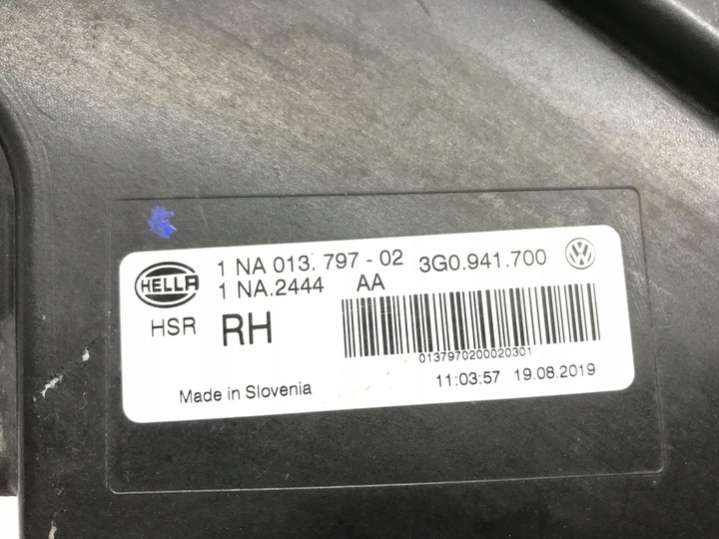 1 NA 013. 797 - 02 3G0.941.700 VW
HELLA 1 NA.2444 AA
HSR RH
0137970200020301
Made in Slovenia 11:03:57 19.08.2019